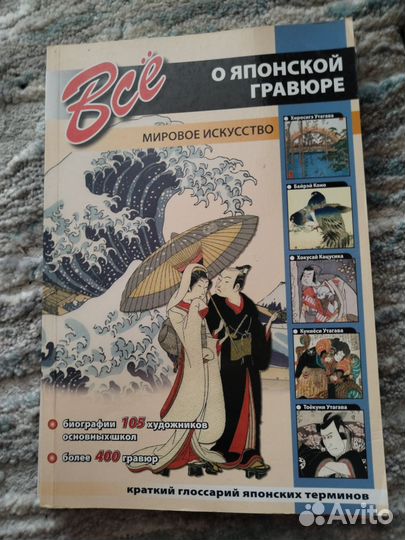 Всё
О ЯПОНСКОЙ
ГРАВЮРЕ
МИРОВОЕ ИСКУССТВО
Хиросигэ Утагава
Байрэй Коно
Хокусай Кацусика
Куниёси Утагава
Тоёкуни Утагава
биографии 105 художников
основных школ
более 400 гравюр
краткий глоссарий японских терминов
Avito